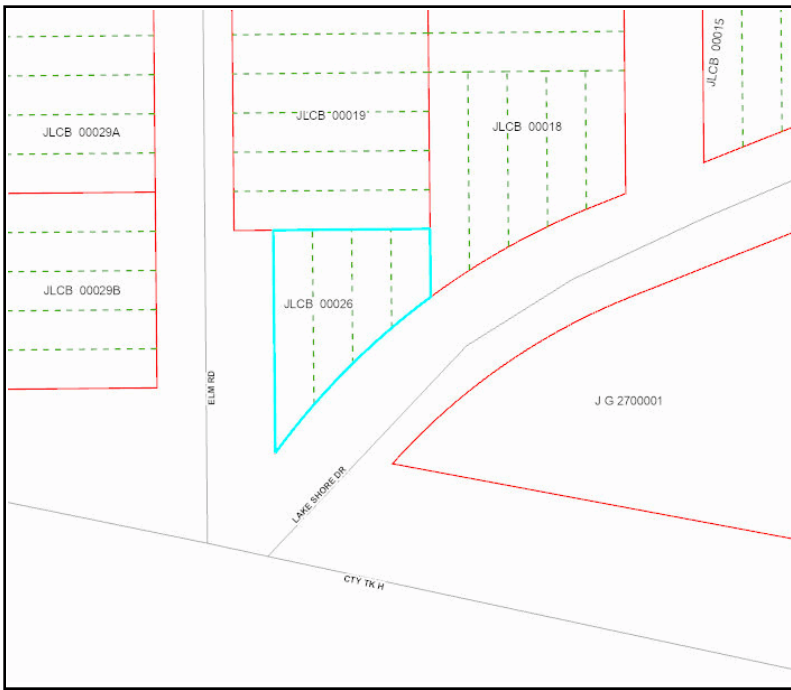 JLCB 00015
JLCB 00019
JLCB 00018
JLCB 00029A
JLCB 00029B
JLCB 00026
ELM RD
J G 2700001
LAKE SHORE DR
CTY TK H